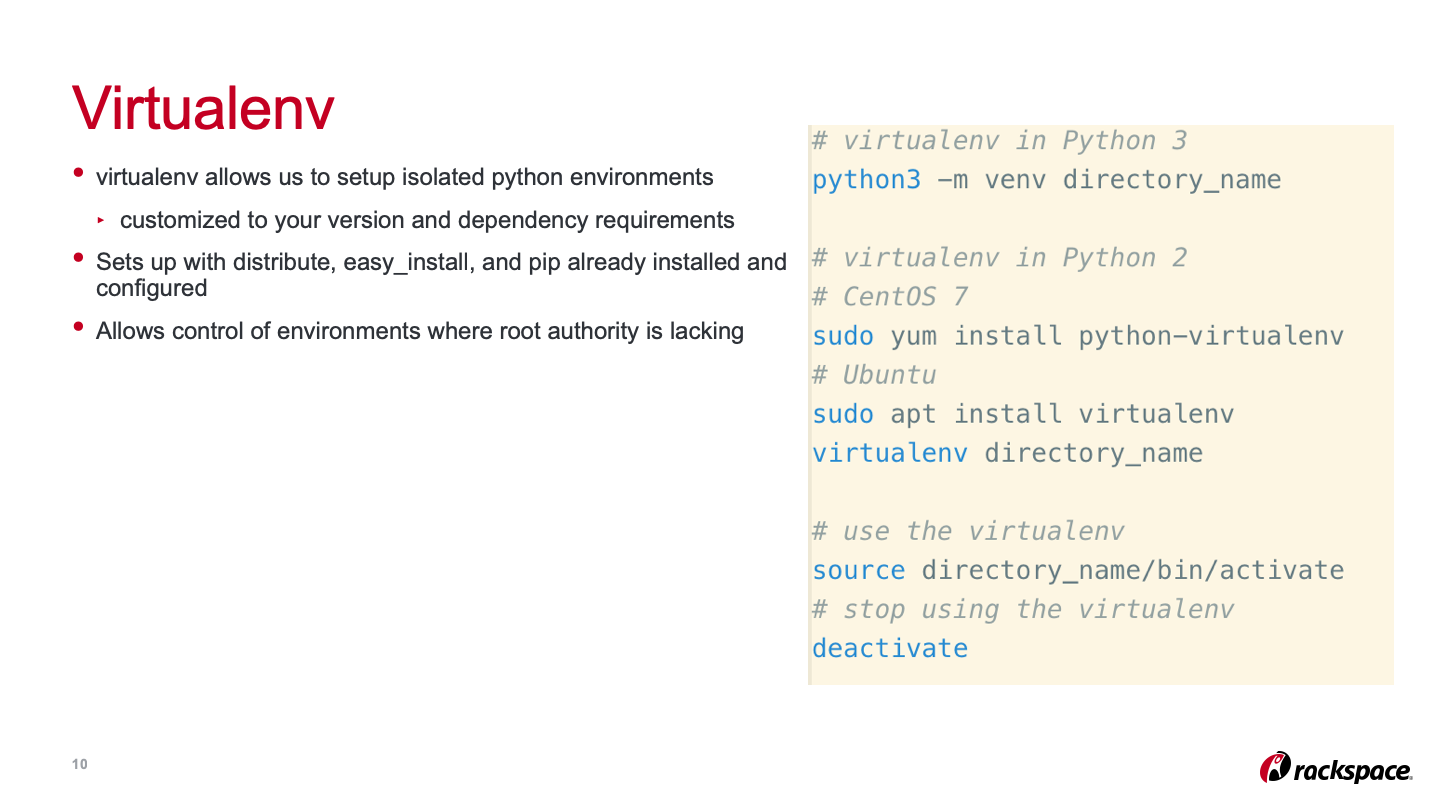 Virtualenv
• virtualenv allows us to setup isolated python environments
‣ customized to your version and dependency requirements
• Sets up with distribute, easy_install, and pip already installed and
configured
• Allows control of environments where root authority is lacking
# virtualenv in Python 3
python3 -m venv directory_name

# virtualenv in Python 2
# CentOS 7
sudo yum install python-virtualenv
# Ubuntu
sudo apt install virtualenv
virtualenv directory_name

# use the virtualenv
source directory_name/bin/activate
# stop using the virtualenv
deactivate
10
rackspace.